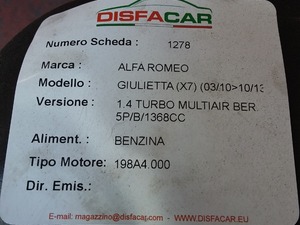 DISFACAR
Numero Scheda : 1278
Marca : ALFA ROMEO
Modello : GIULIETTA (X7) (03/10>10/13
Versione : 1.4 TURBO MULTIAIR BER
5P/B/1368CC
Aliment. : BENZINA
Tipo Motore: 198A4.000
Dir. Emis.:
E-mail: magazzino@disfacar.com - WWW.DISFACAR.EU